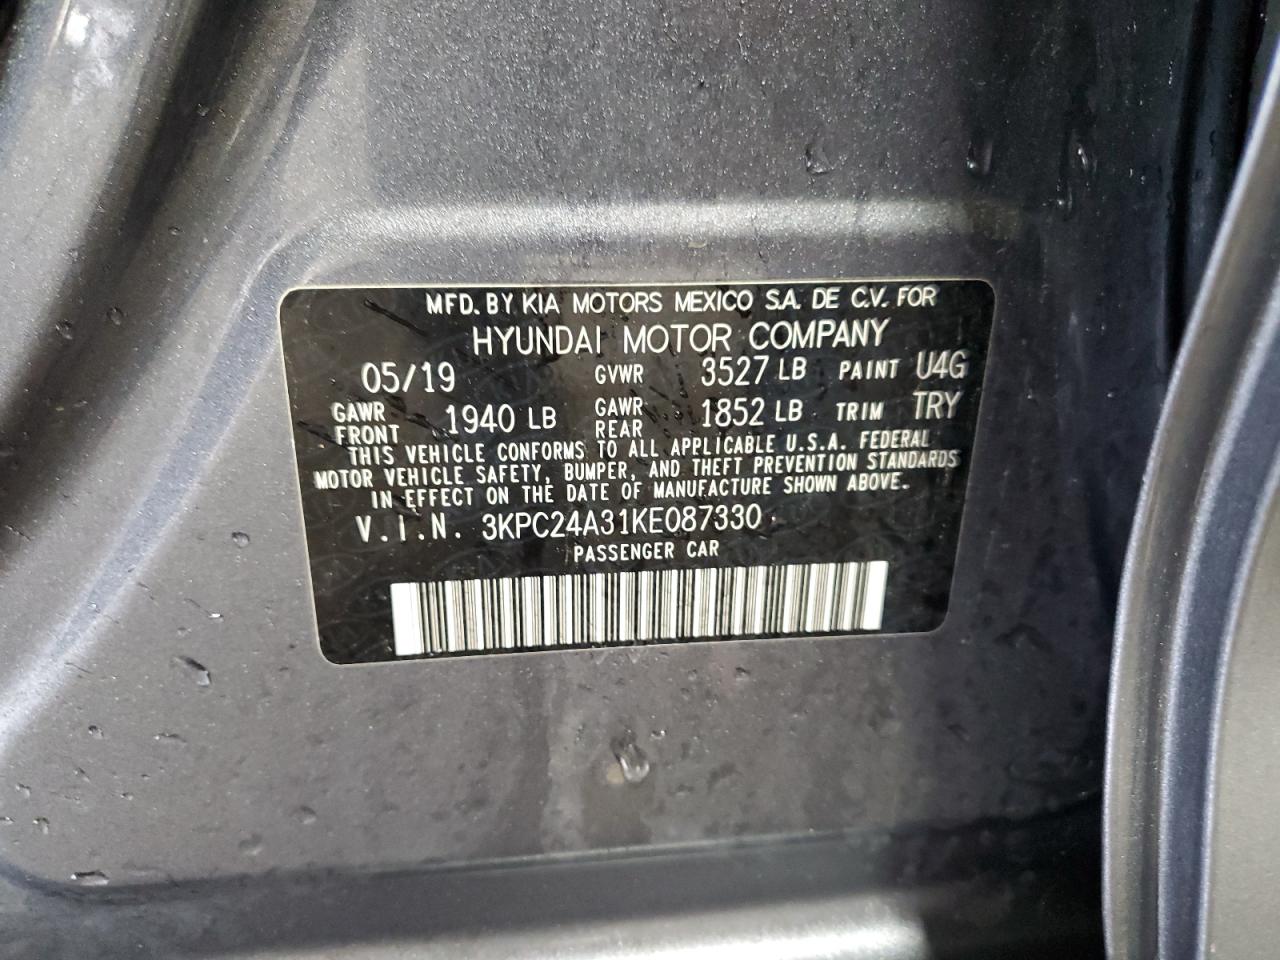 MFD. BY KIA MOTORS MEXICO S.A. DE C.V. FOR
HYUNDAI MOTOR COMPANY
05/19 GVWR 3527 LB PAINT U4G
GAWR FRONT 1940 LB GAWR REAR 1852 LB TRIM TRY
THIS VEHICLE CONFORMS TO ALL APPLICABLE U.S.A. FEDERAL
MOTOR VEHICLE SAFETY, BUMPER, AND THEFT PREVENTION STANDARDS
IN EFFECT ON THE DATE OF MANUFACTURE SHOWN ABOVE.
V.I.N. 3KPC24A31KE087330
PASSENGER CAR